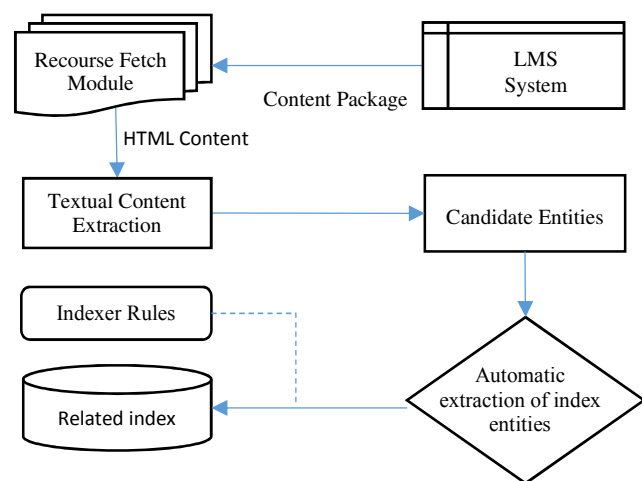 Recourse Fetch
Module
LMS
System
Content Package
HTML Content
Textual Content
Extraction
Candidate Entities
Indexer Rules
Automatic
extraction of index
entities
Related index